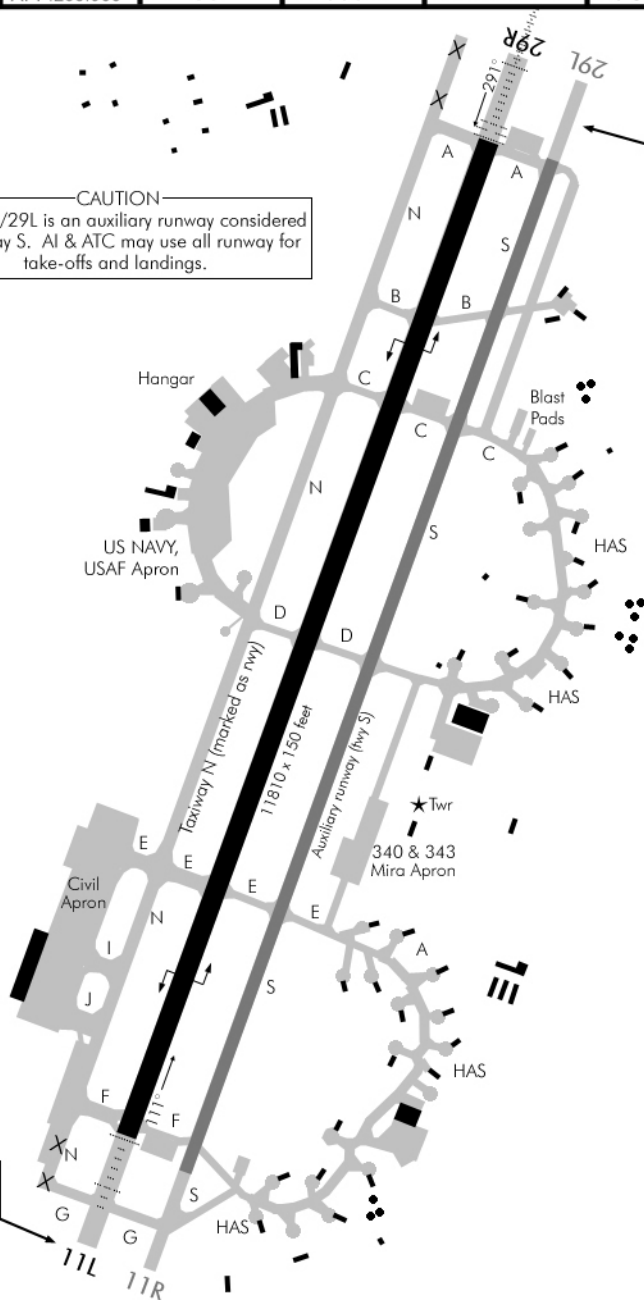 29R
29L
291°
A
A
CAUTION
/29L is an auxiliary runway considered
ay S. AI & ATC may use all runway for
take-offs and landings.
N
S
B
B
Hangar
C
Blast
Pads
C
C
N
S
HAS
US NAVY,
USAF Apron
D
D
HAS
Taxiway N (marked as rwy)
11810 x 150 feet
Auxiliary runway (twy S)
Twr
340 & 343
Mira Apron
E
E
E
E
Civil
Apron
N
I
A
S
J
HAS
F
111°
F
N
S
G
G
HAS
11L
11R